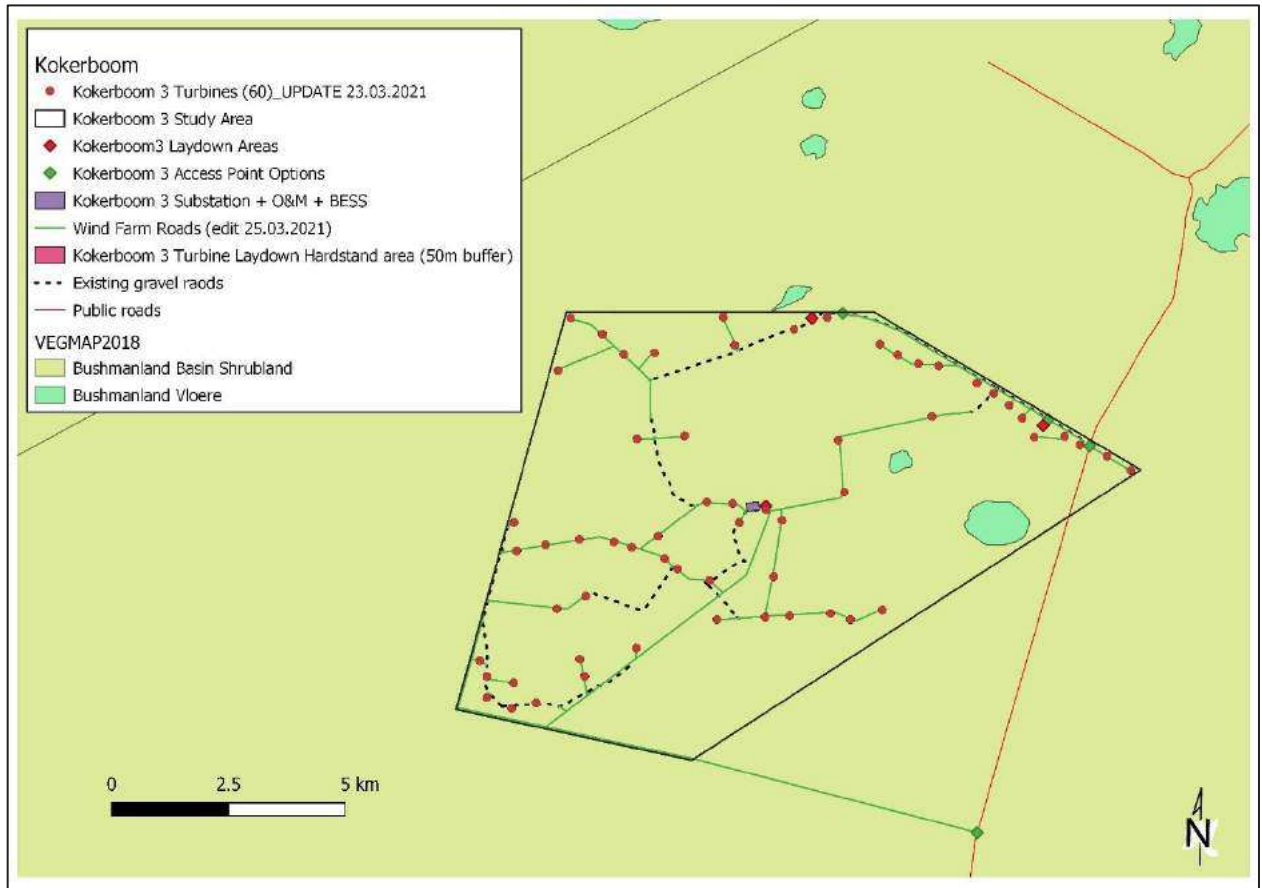 Kokerboom
Kokerboom 3 Turbines (60)_UPDATE 23.03.2021
Kokerboom 3 Study Area
Kokerboom3 Laydown Areas
Kokerboom 3 Access Point Options
Kokerboom 3 Substation + O&M + BESS
Wind Farm Roads (edit 25.03.2021)
Kokerboom 3 Turbine Laydown Hardstand area (50m buffer)
Existing gravel raods
Public roads
VEGMAP2018
Bushmanland Basin Shrubland
Bushmanland Vloere
0 2.5 5 km
N